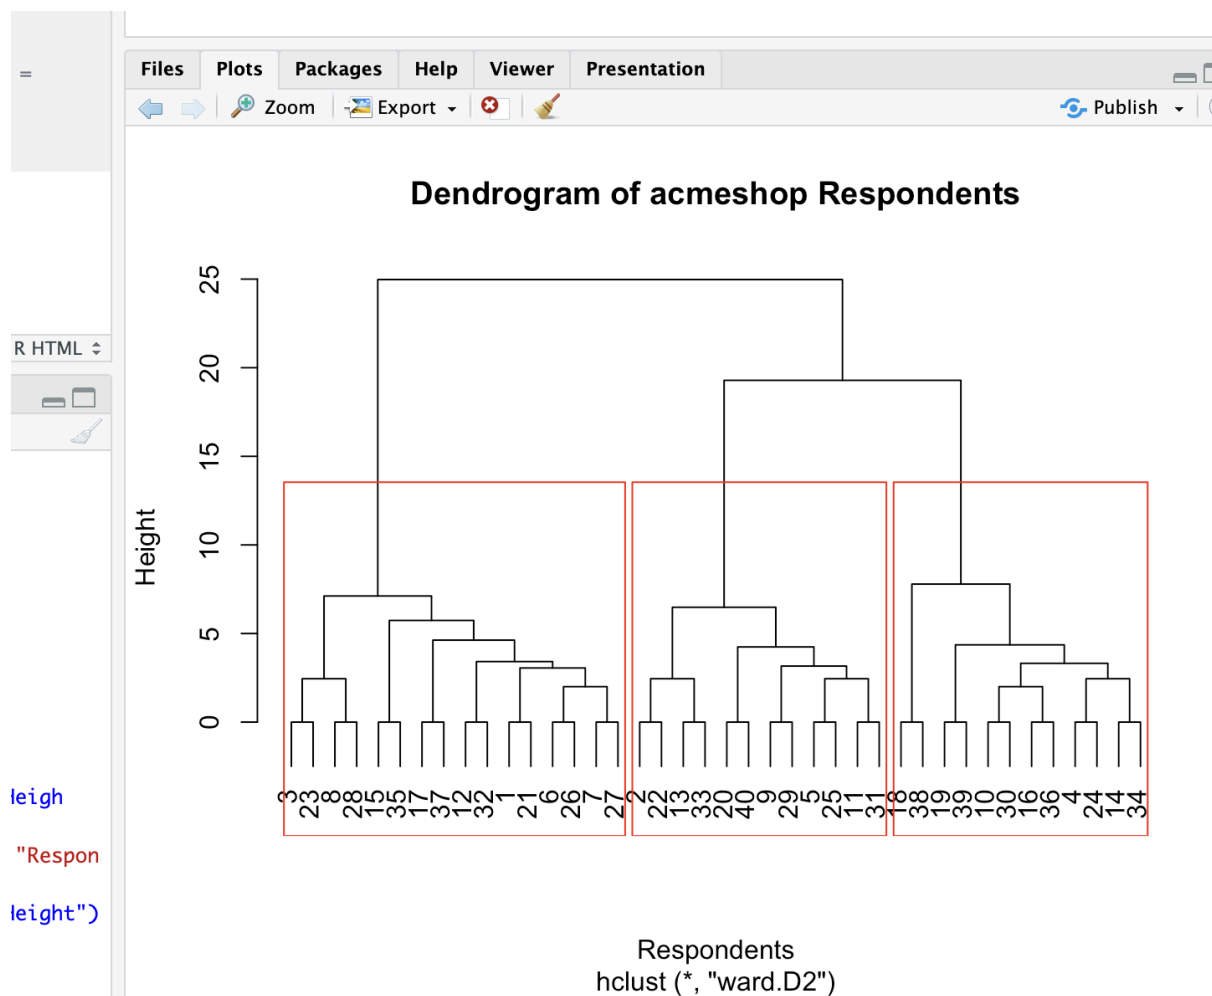 =
Files Plots Packages Help Viewer Presentation
Zoom Export Publish
Dendrogram of acmeshop Respondents
25
20
R HTML
15
10
Height
5
0
3 23 8 28 15 35 17 37 12 32 1 21 6 26 7 27 2 22 13 33 20 40 9 29 5 25 11 31 18 38 19 39 10 30 16 36 4 24 14 34
Heigh
"Respon
Height")
Respondents
hclust (*, "ward.D2")